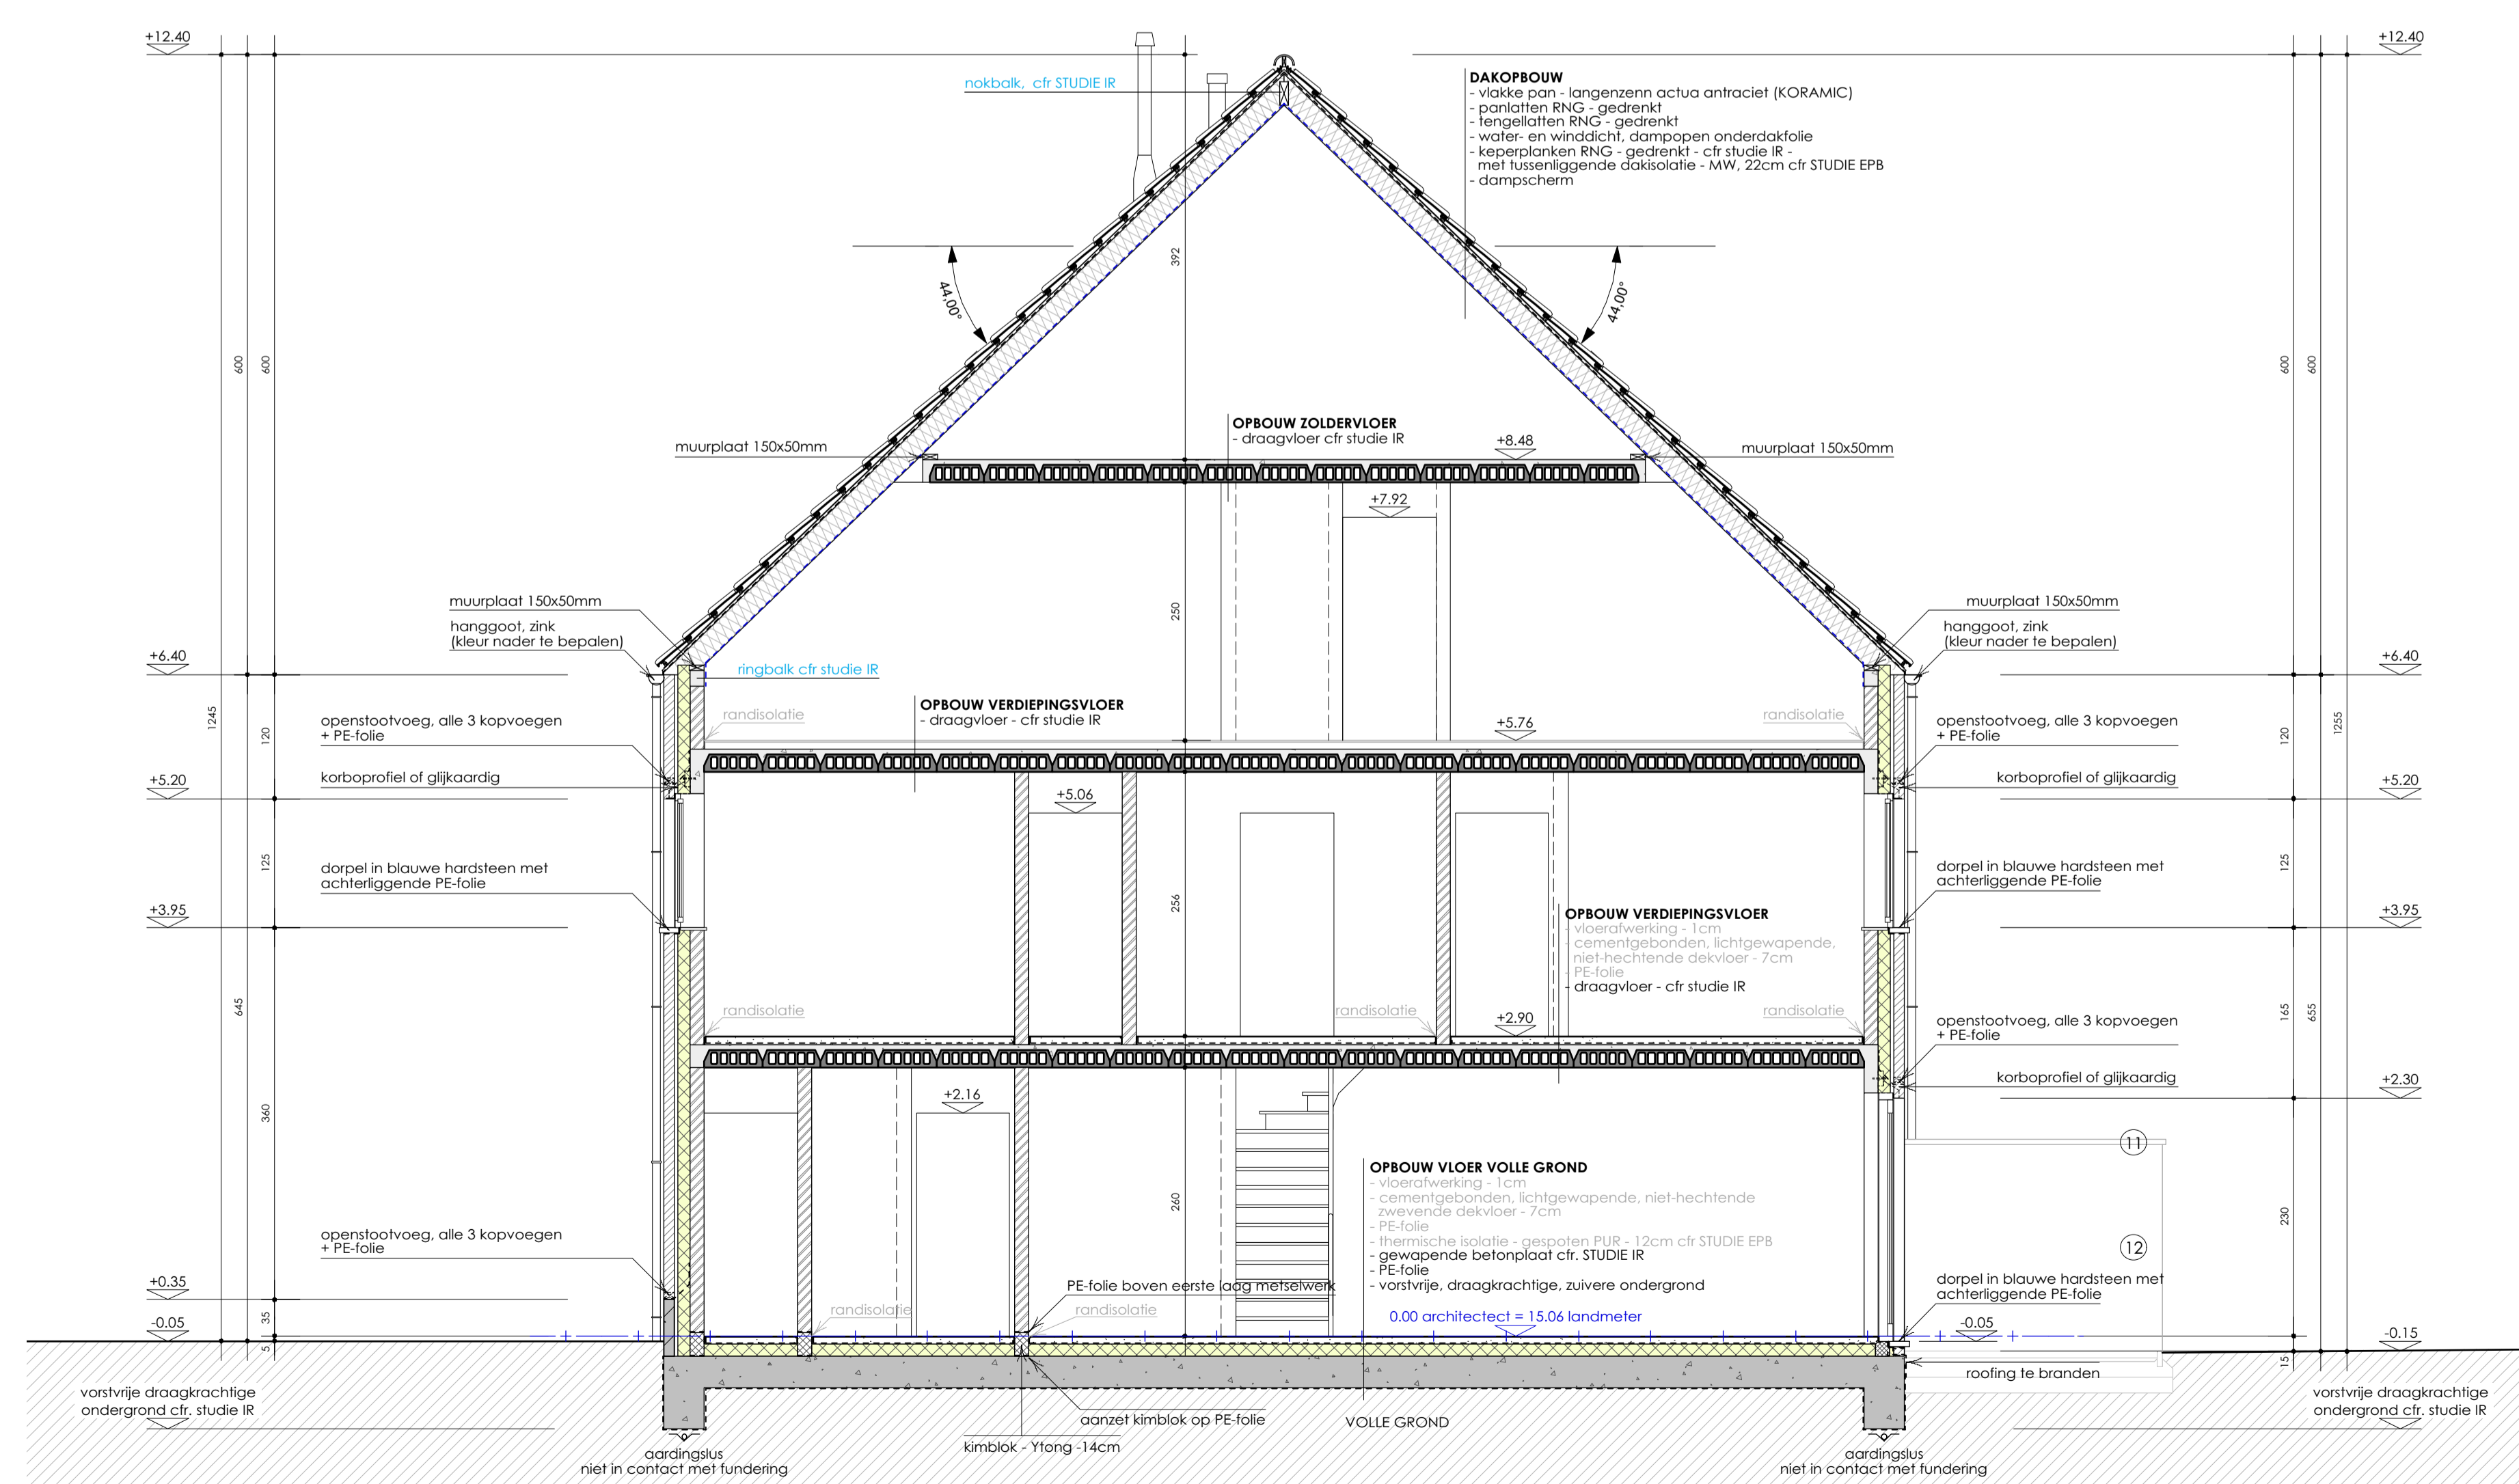 +12.40
+12.40
nokbalk, cfr STUDIE IR
DAKOPBOUW
- vlakke pan - langenzenn actua antraciet (KORAMIC)
- panlatten RNG - gedrenkt
- tengellatten RNG - gedrenkt
- water- en winddicht, dampopen onderdakfolie
- keperplanken RNG - gedrenkt - cfr studie IR -
met tussenliggende dakisolatie - MW, 22cm cfr STUDIE EPB
- dampscherm
392
44,00°
44,00°
600
600
600
600
OPBOUW ZOLDERVLOER
- draagvloer cfr studie IR
+8.48
muurplaat 150x50mm
muurplaat 150x50mm
+7.92
250
muurplaat 150x50mm
hanggoot, zink
(kleur nader te bepalen)
muurplaat 150x50mm
hanggoot, zink
(kleur nader te bepalen)
+6.40
+6.40
ringbalk cfr studie IR
OPBOUW VERDIEPINGSVLOER
- draagvloer - cfr studie IR
randisolatie
randisolatie
+5.76
1245
120
openstootvoeg, alle 3 kopvoegen
+ PE-folie
korboprofiel of glijkaardig
openstootvoeg, alle 3 kopvoegen
+ PE-folie
korboprofiel of glijkaardig
120
1255
+5.20
+5.20
+5.06
125
125
dorpel in blauwe hardsteen met
achterliggende PE-folie
dorpel in blauwe hardsteen met
achterliggende PE-folie
+3.95
+3.95
256
OPBOUW VERDIEPINGSVLOER
- vloerafwerking - 1cm
- cementgebonden, lichtgewapende,
niet-hechtende dekvloer - 7cm
- PE-folie
- draagvloer - cfr studie IR
645
165
655
randisolatie
randisolatie
randisolatie
+2.90
openstootvoeg, alle 3 kopvoegen
+ PE-folie
korboprofiel of glijkaardig
+2.30
360
+2.16
11
OPBOUW VLOER VOLLE GROND
- vloerafwerking - 1cm
- cementgebonden, lichtgewapende, niet-hechtende
zwevende dekvloer - 7cm
- PE-folie
- thermische isolatie - gespoten PUR - 12cm cfr STUDIE EPB
- gewapende betonplaat cfr. STUDIE IR
- PE-folie
- vorstvrije, draagkrachtige, zuivere ondergrond
260
230
12
openstootvoeg, alle 3 kopvoegen
+ PE-folie
+0.35
PE-folie boven eerste laag metselwerk
randisolatie
randisolatie
dorpel in blauwe hardsteen met
achterliggende PE-folie
0.00 architectect = 15.06 landmeter
35
-0.05
-0.05
-0.15
5
15
roofing te branden
vorstvrije draagkrachtige
ondergrond cfr. studie IR
vorstvrije draagkrachtige
ondergrond cfr. studie IR
aanzet kimblok op PE-folie
VOLLE GROND
kimblok - Ytong -14cm
aardingslus
niet in contact met fundering
aardingslus
niet in contact met fundering